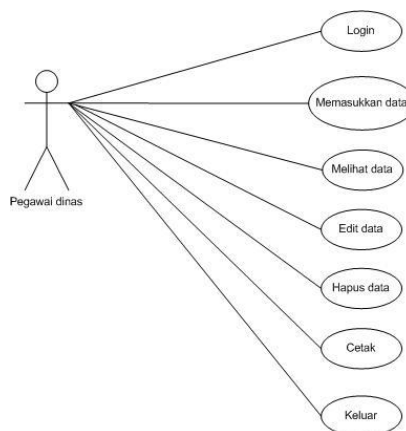 Login
Memasukkan data
Melihat data
Pegawai dinas
Edit data
Hapus data
Cetak
Keluar